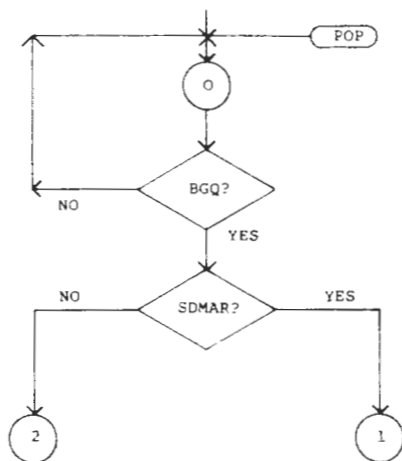 POP
0
BGQ?
NO
YES
NO
SDMAR?
YES
2
1